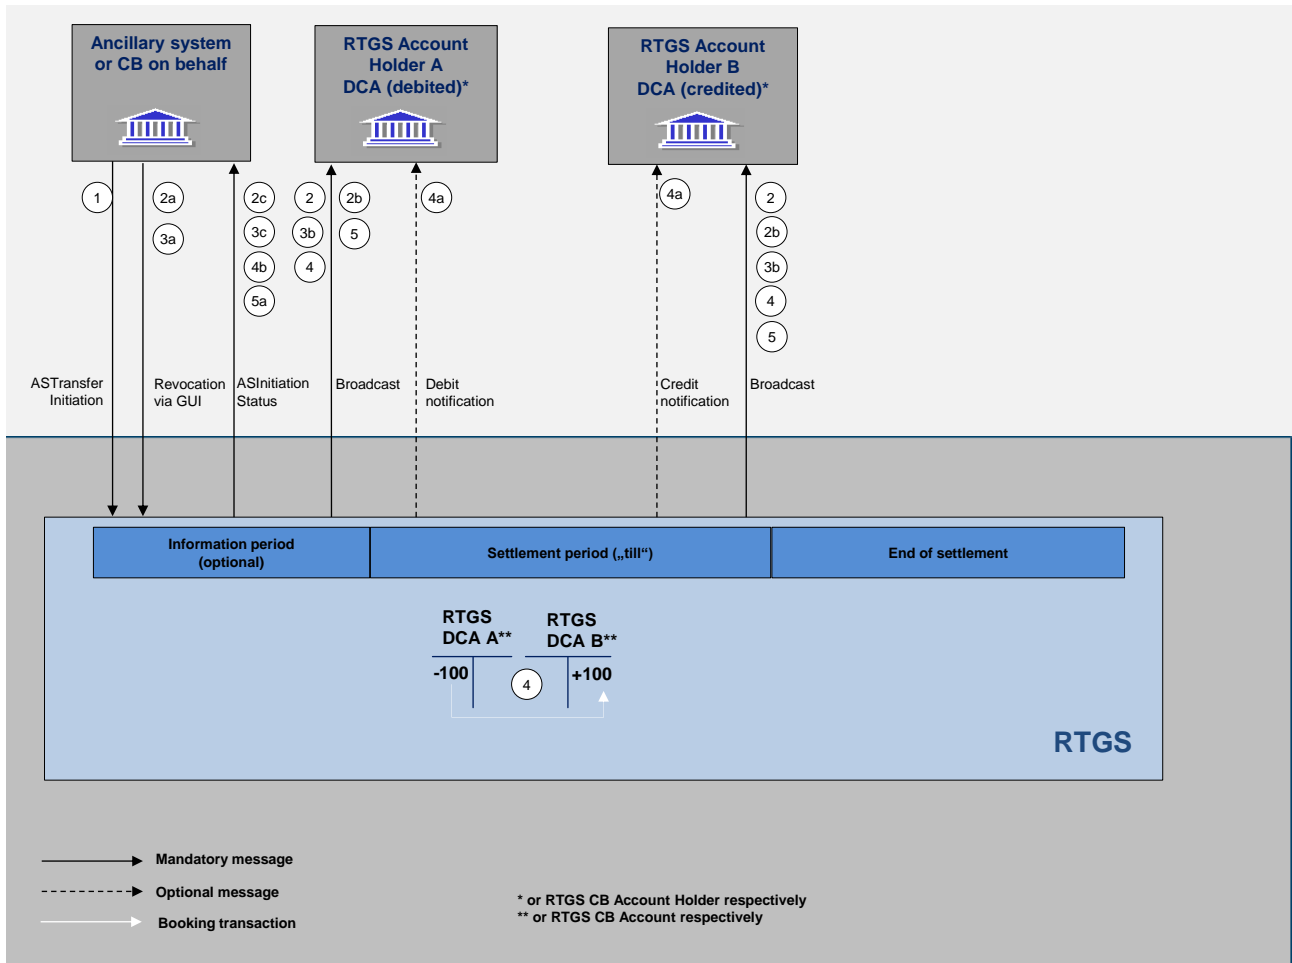 Ancillary system
or CB on behalf
RTGS Account
Holder A
DCA (debited)*
RTGS Account
Holder B
DCA (credited)*
1
2a
3a
2c
3c
4b
5a
2
3b
4
2b
5
4a
4a
2
2b
3b
4
5
ASTransfer
Initiation
Revocation
via GUI
ASInitiation
Status
Broadcast
Debit
notification
Credit
notification
Broadcast
Information period
(optional)
Settlement period („till“)
End of settlement
RTGS
DCA A**
RTGS
DCA B**
-100
4
+100
RTGS
Mandatory message
Optional message
Booking transaction
* or RTGS CB Account Holder respectively
** or RTGS CB Account respectively